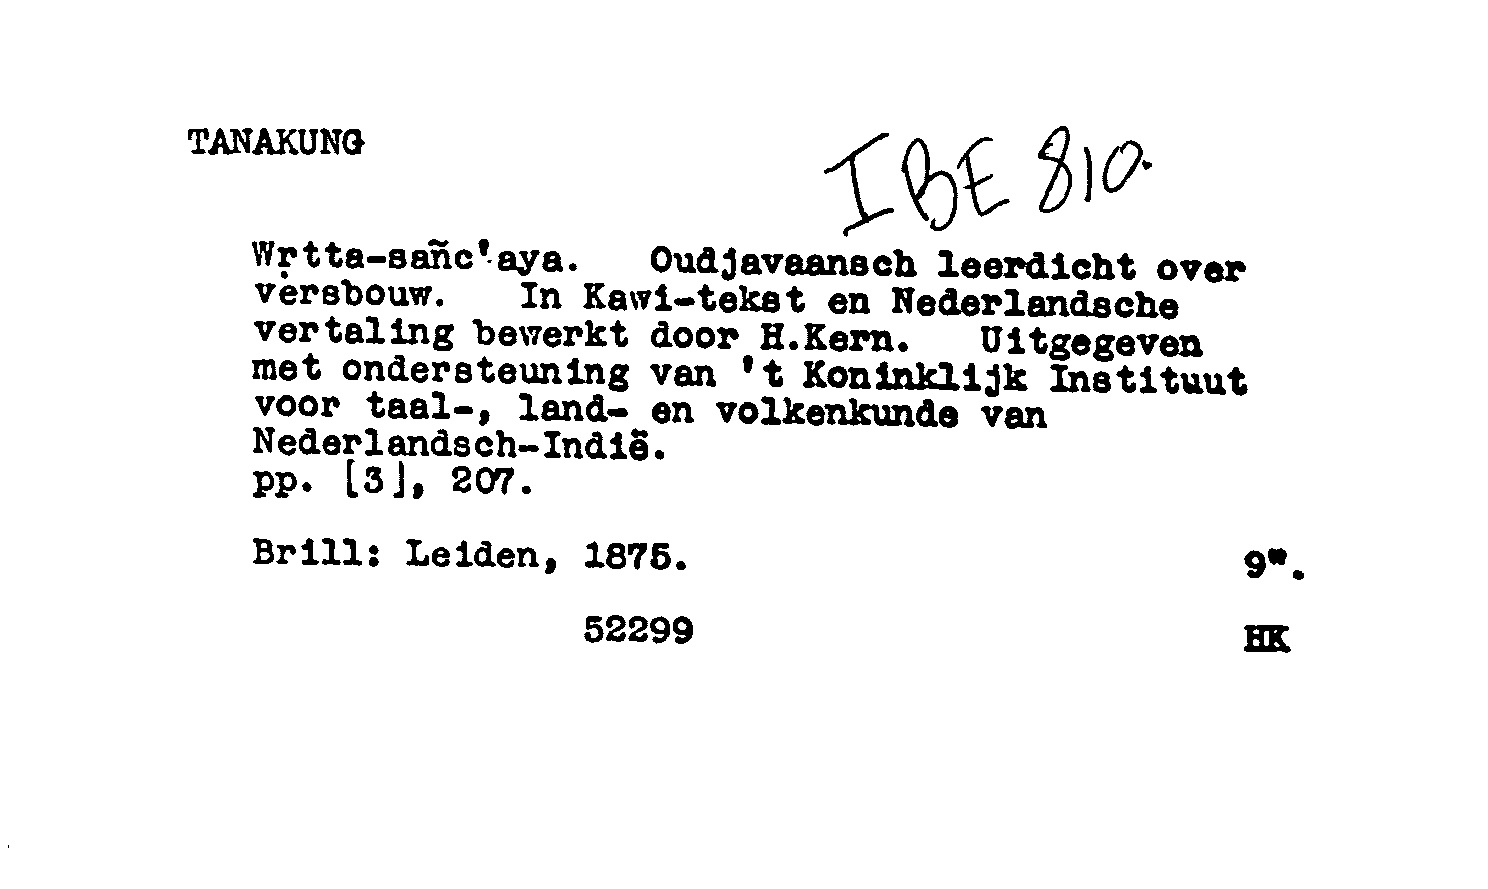 TANAKUNG
IBE 810.
Wṛtta-sañc'aya. Oudjavaansch leerdicht over
versbouw. In Kawi-tekst en Nederlandsche
vertaling bewerkt door H.Kern. Uitgegeven
met ondersteuning van 't Koninklijk Instituut
voor taal-, land- en volkenkunde van
Nederlandsch-Indië.
pp. [3], 207.
Brill: Leiden, 1875. 9".
52299 HK